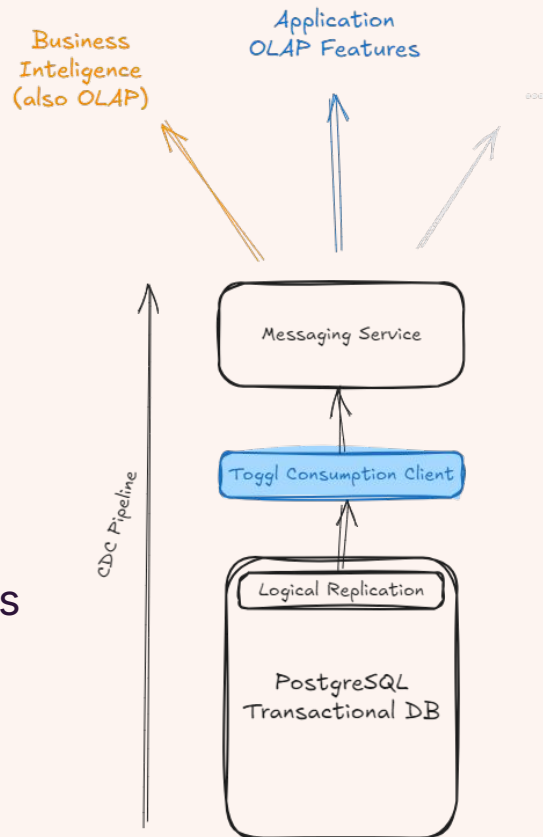 Business
Inteligence
(also OLAP)
Application
OLAP Features
Messaging Service
Toggl Consumption Client
CDC Pipeline
s
Logical Replication
PostgreSQL
Transactional DB